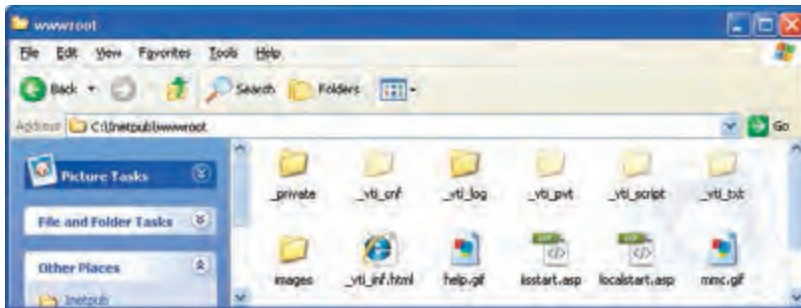 wwwroot
File Edit View Favorites Tools Help
Back Search Folders
Address C:\Inetpub\wwwroot Go
Picture Tasks
_private _vti_cnf _vti_log _vti_pvt _vti_script _vti_txt
File and Folder Tasks
Other Places
images _vti_inf.html help.gif iisstart.asp localstart.asp mmc.gif
Inetpub